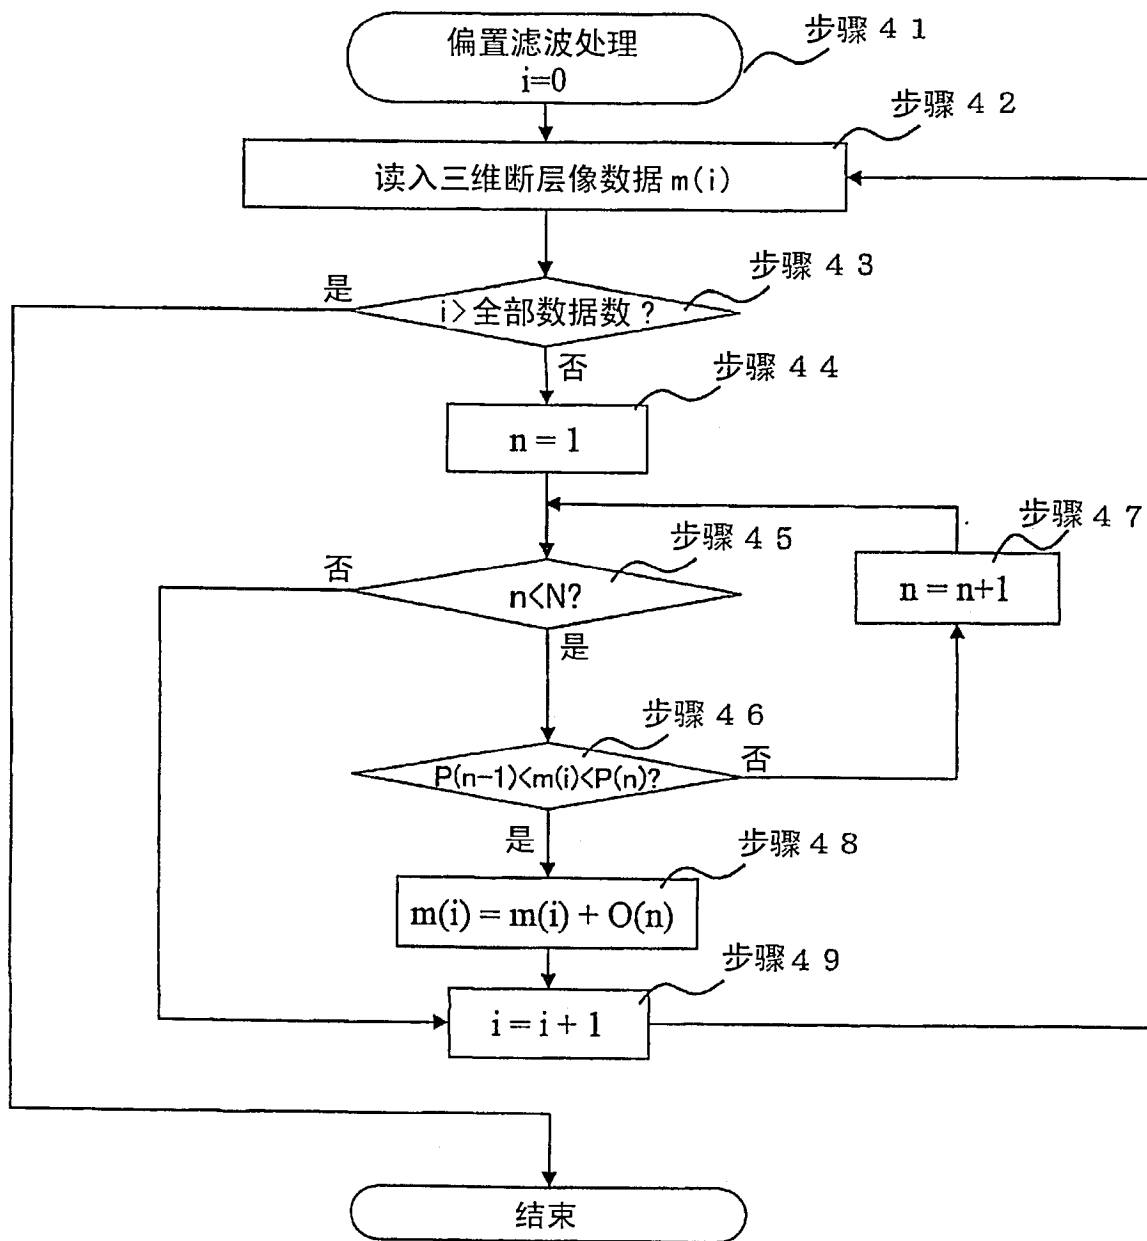 偏置滤波处理
i=0
步骤41
步骤42
读入三维断层像数据m(i)
步骤43
是
i>全部数据数?
否
步骤44
n = 1
步骤47
步骤45
否
n<N?
n = n+1
是
步骤46
P(n-1)<m(i)<P(n)?
否
是
步骤48
m(i) = m(i) + O(n)
步骤49
i = i + 1
结束